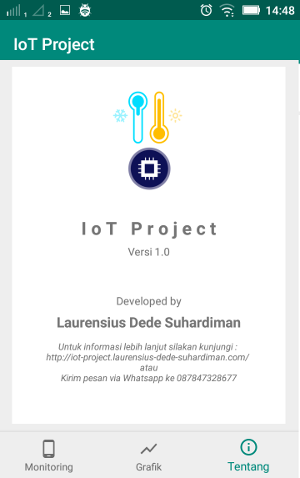 1 2 14:48
IoT Project
IoT Project
Versi 1.0
Developed by
Laurensius Dede Suhardiman
Untuk informasi lebih lanjut silakan kunjungi :
http://iot-project.laurensius-dede-suhardiman.com/
atau
Kirim pesan via Whatsapp ke 087847328677
Monitoring Grafik Tentang